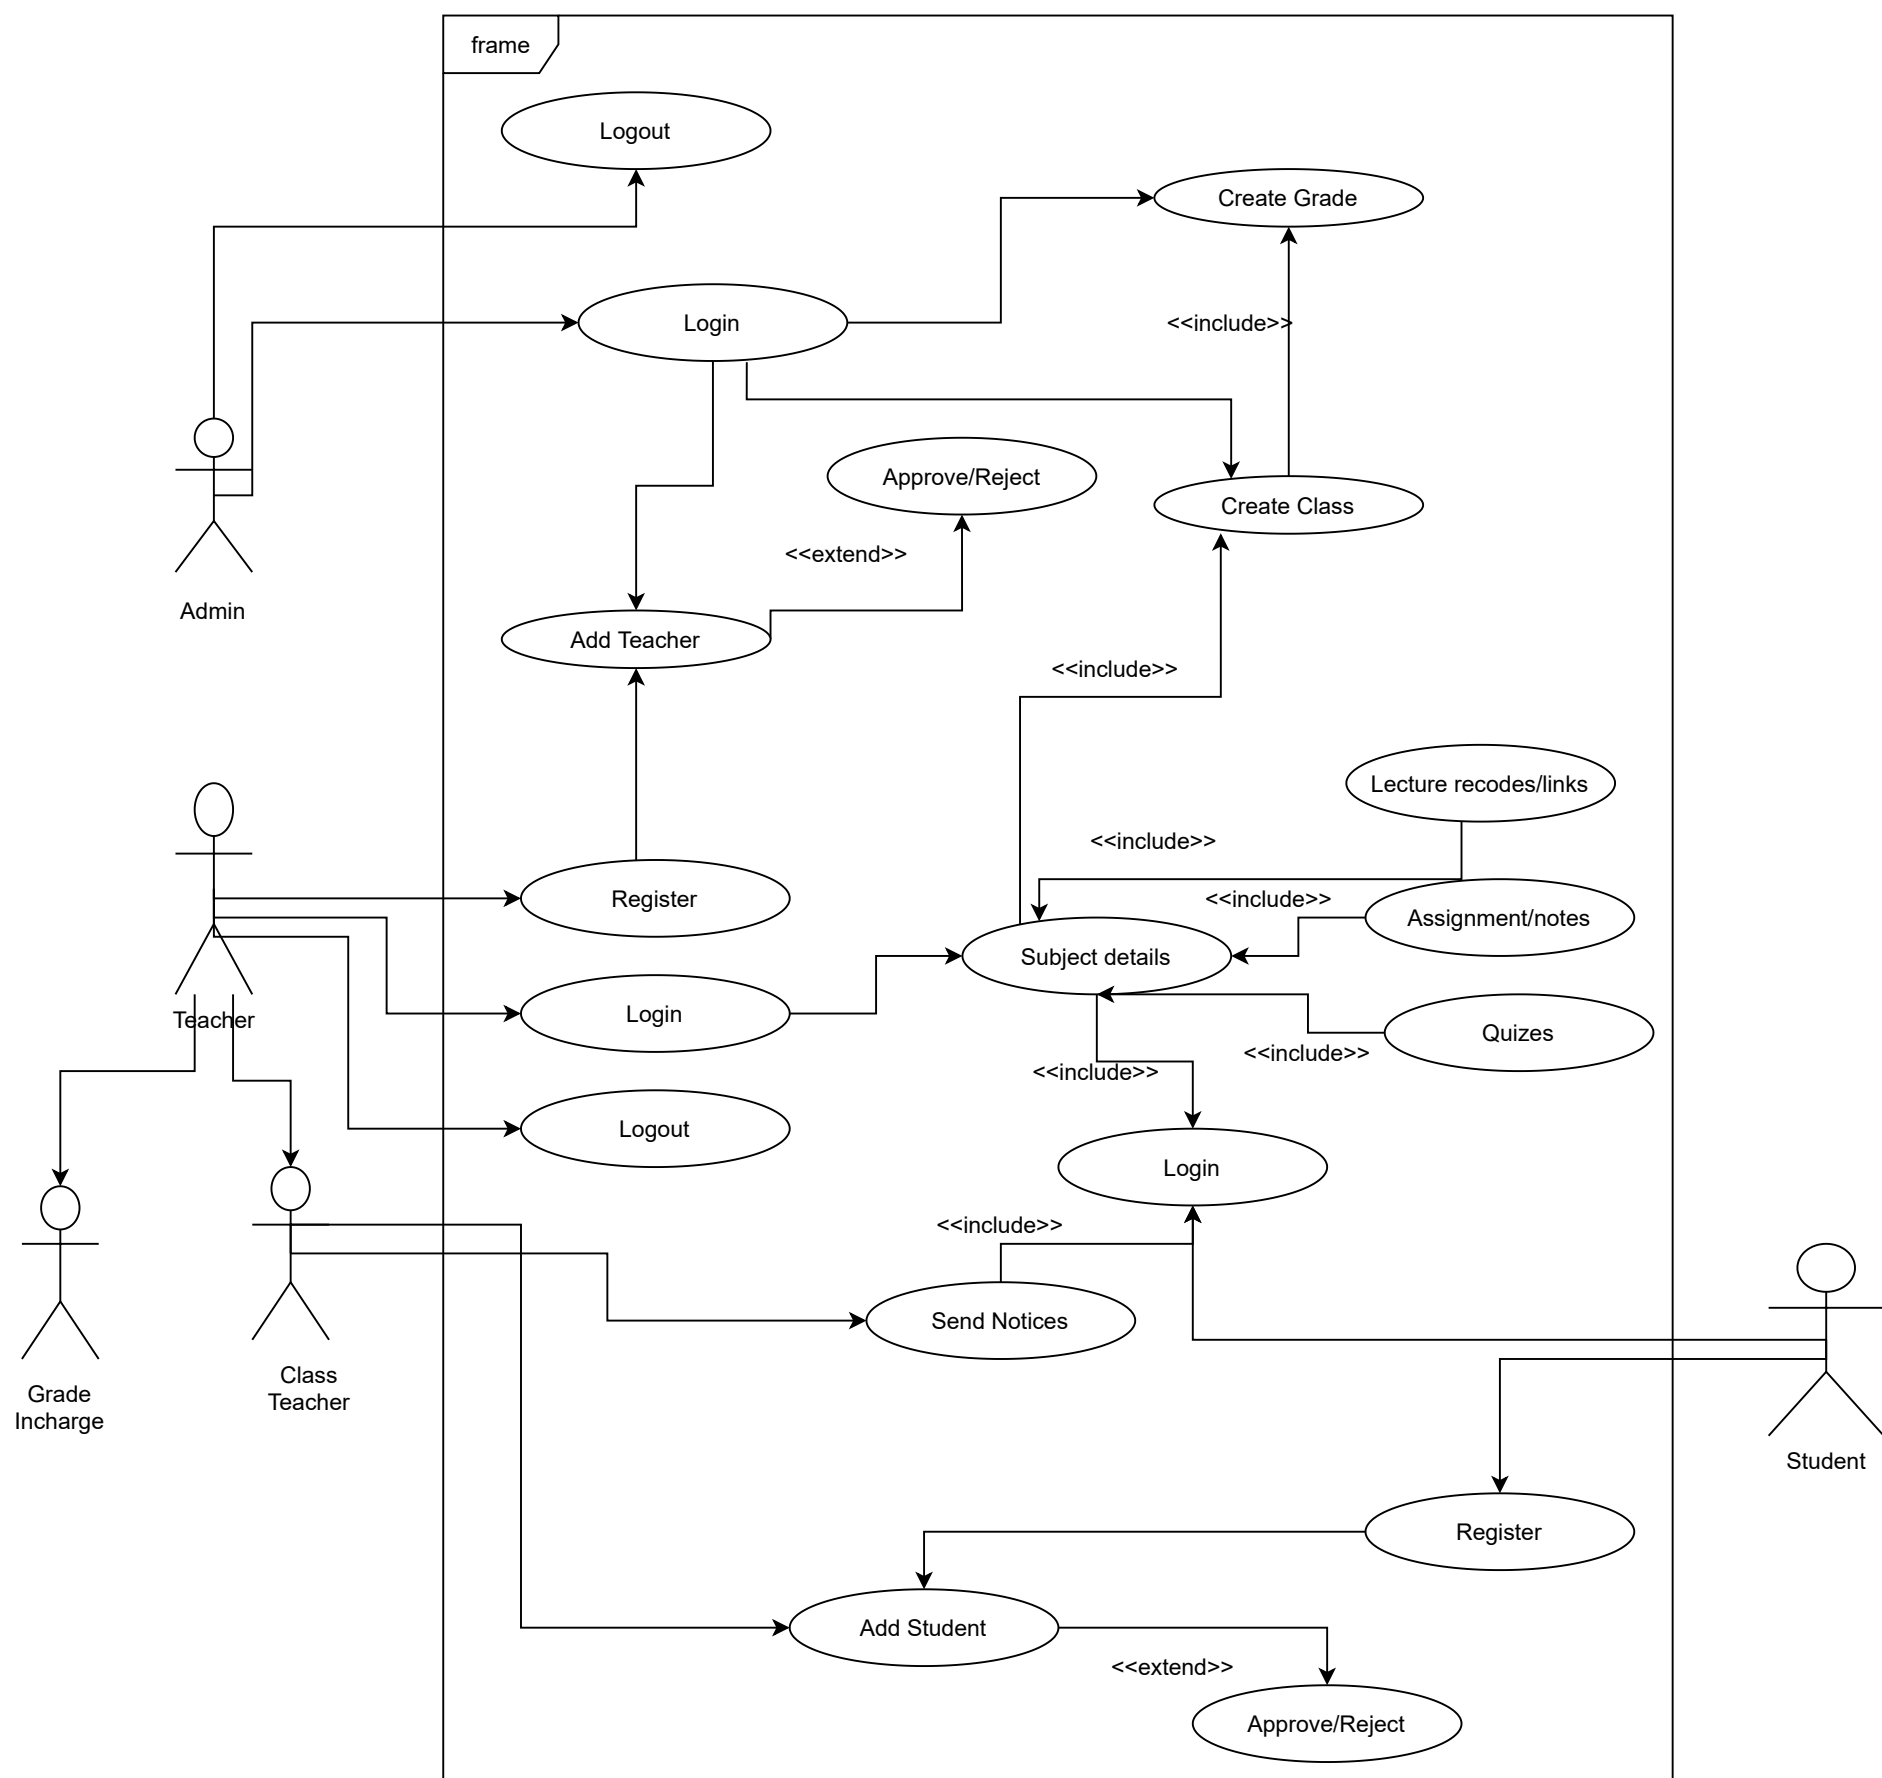 frame
Logout
Create Grade
Login
<<include>>
Approve/Reject
Create Class
<<extend>>
Admin
Add Teacher
<<include>>
Lecture recodes/links
<<include>>
Register
<<include>>
Assignment/notes
Subject details
Teacher
Login
Quizes
<<include>>
<<include>>
Logout
Login
<<include>>
Send Notices
Class
Teacher
Grade
Incharge
Student
Register
Add Student
<<extend>>
Approve/Reject